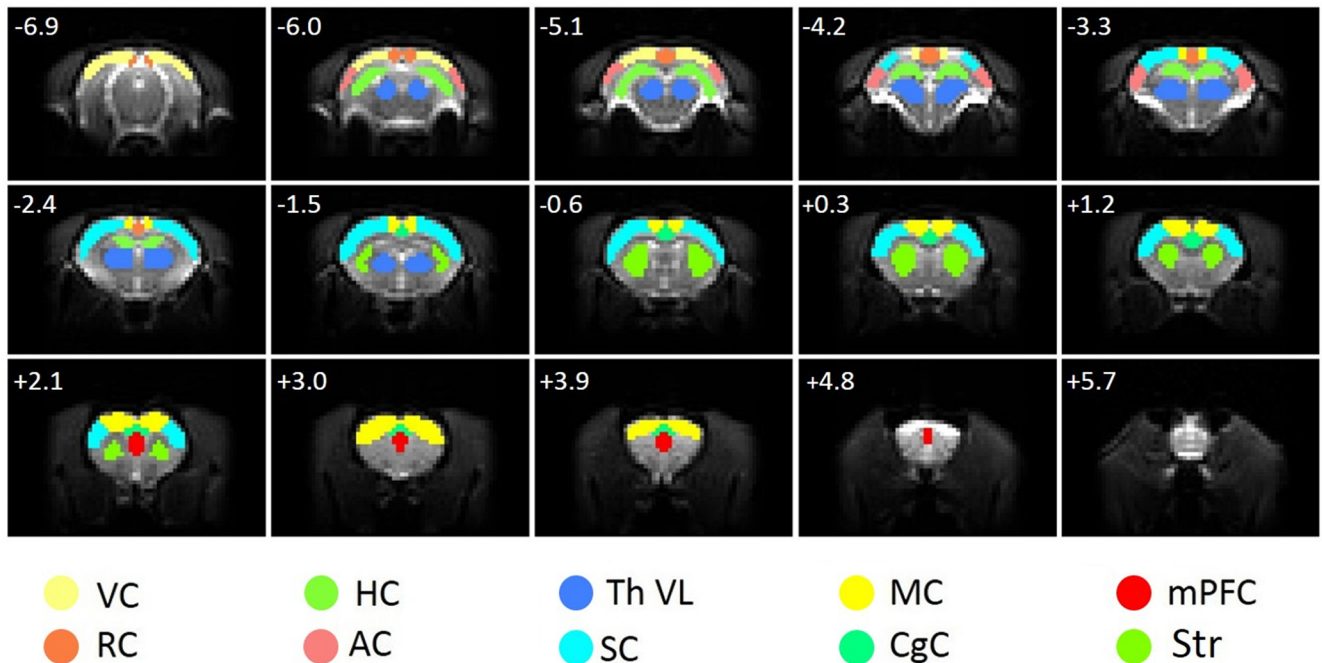 -6.9 -6.0 -5.1 -4.2 -3.3
-2.4 -1.5 -0.6 +0.3 +1.2
+2.1 +3.0 +3.9 +4.8 +5.7
VC HC Th VL MC mPFC
RC AC SC CgC Str